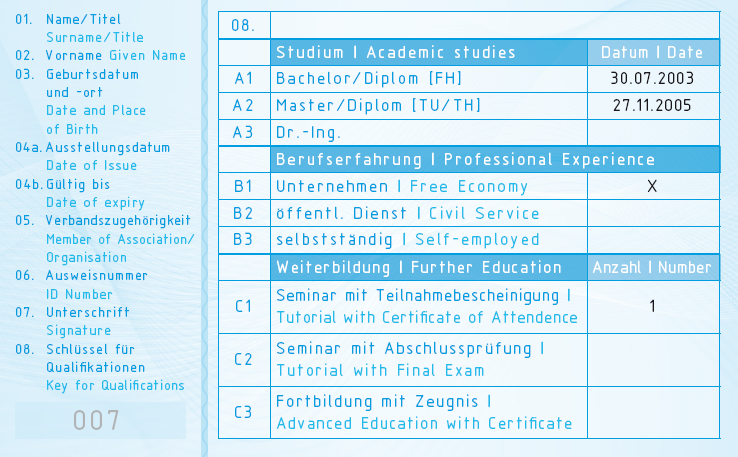 01. Name/Titel
Surname/Title
02. Vorname Given Name
03. Geburtsdatum
und -ort
Date and Place
of Birth
04a. Ausstellungsdatum
Date of Issue
04b. Gültig bis
Date of expiry
05. Verbandszugehörigkeit
Member of Association/
Organisation
06. Ausweisnummer
ID Number
07. Unterschrift
Signature
08. Schlüssel für
Qualifikationen
Key for Qualifications
007
08.
Studium | Academic studies Datum | Date
A1 Bachelor/Diplom [FH] 30.07.2003
A2 Master/Diplom [TU/TH] 27.11.2005
A3 Dr.-Ing.
Berufserfahrung | Professional Experience
B1 Unternehmen | Free Economy X
B2 öffentl. Dienst | Civil Service
B3 selbstständig | Self-employed
Weiterbildung | Further Education Anzahl | Number
C1 Seminar mit Teilnahmebescheinigung |
Tutorial with Certificate of Attendence 1
C2 Seminar mit Abschlussprüfung |
Tutorial with Final Exam
C3 Fortbildung mit Zeugnis |
Advanced Education with Certificate